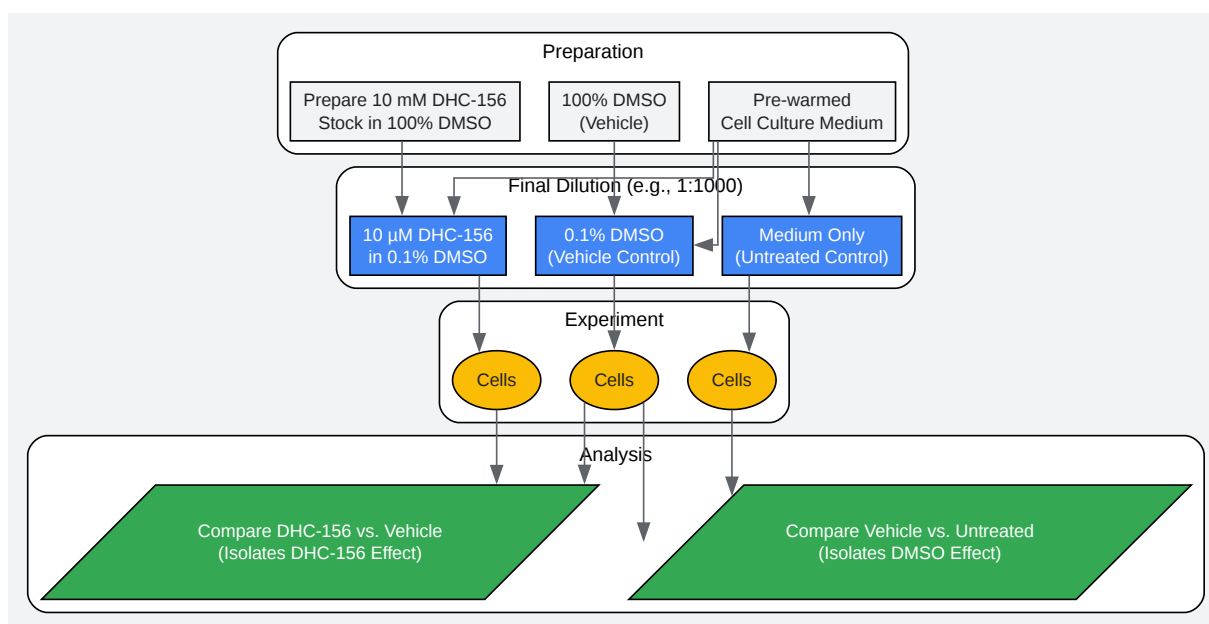 Preparation
Prepare 10 mM DHC-156
Stock in 100% DMSO
100% DMSO
(Vehicle)
Pre-warmed
Cell Culture Medium
Final Dilution (e.g., 1:1000)
10 µM DHC-156
in 0.1% DMSO
0.1% DMSO
(Vehicle Control)
Medium Only
(Untreated Control)
Experiment
Cells
Cells
Cells
Analysis
Compare DHC-156 vs. Vehicle
(Isolates DHC-156 Effect)
Compare Vehicle vs. Untreated
(Isolates DMSO Effect)